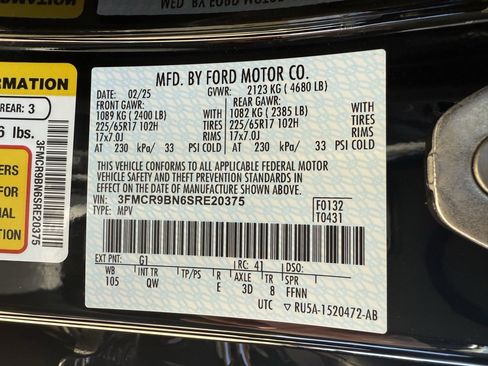 MFD. BY FORD MOTOR CO.
DATE: 02/25 GVWR: 2123 KG ( 4680 LB)
FRONT GAWR: REAR GAWR:
1089 KG ( 2400 LB) 1082 KG ( 2385 LB)
225/65R17 102H TIRES 225/65R17 102H TIRES
17x7.0J RIMS 17x7.0J RIMS
AT 230 kPa/ 33 PSI COLD AT 230 kPa/ 33 PSI COLD
THIS VEHICLE CONFORMS TO ALL APPLICABLE FEDERAL MOTOR
VEHICLE SAFETY AND THEFT PREVENTION STANDARDS IN EFFECT
ON THE DATE OF MANUFACTURE SHOWN ABOVE.
VIN: 3FMCR9BN6SRE20375 F0132
TYPE: MPV T0431
EXT PNT: G1 RC: 41 DSO:
WB INT TR TP/PS R AXLE TR SPR
105 QW E 3D 8 FFNN
UTC RU5A-1520472-AB
FORMATION
REAR: 3
6 lbs.
3FMCR9BN6SRE20375